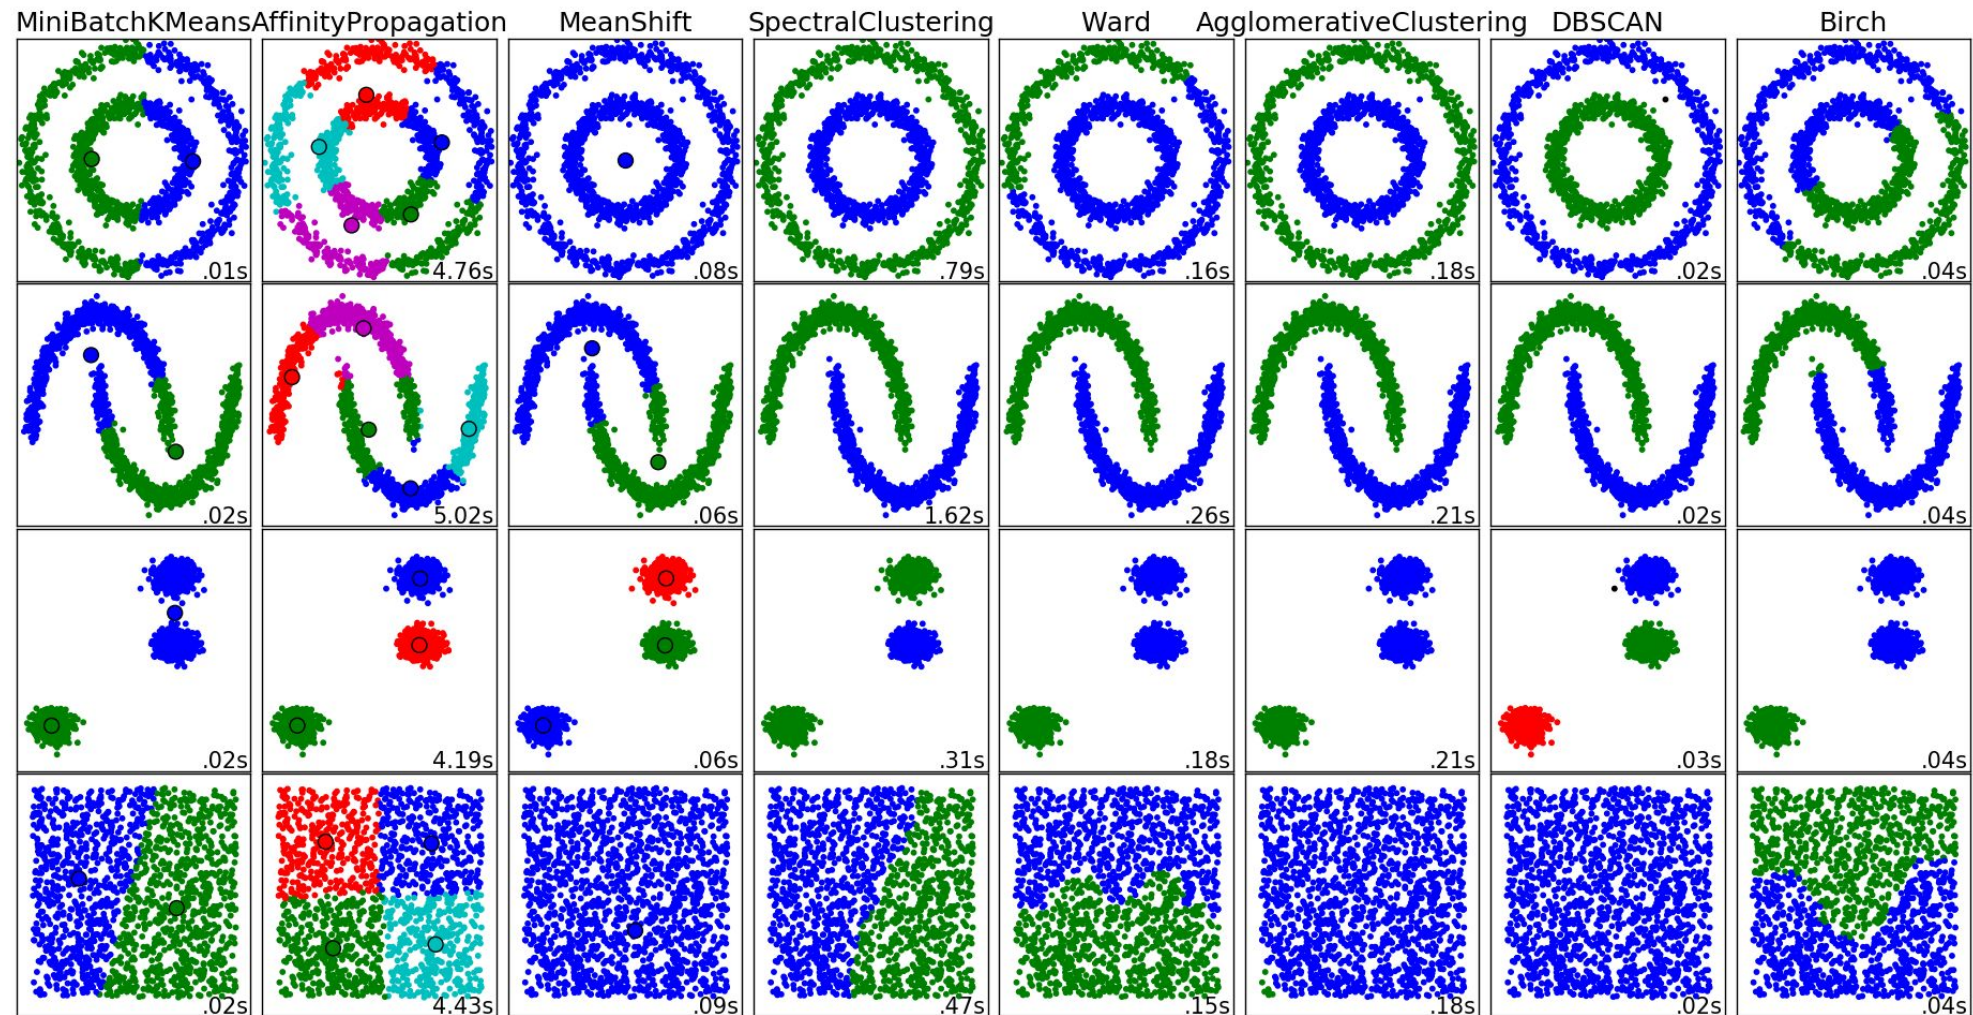 MiniBatchKMeans AffinityPropagation MeanShift SpectralClustering Ward AgglomerativeClustering DBSCAN Birch
.01s 4.76s .08s .79s .16s .18s .02s .04s
.02s 5.02s .06s 1.62s .26s .21s .02s .04s
.02s 4.19s .06s .31s .18s .21s .03s .04s
.02s 4.43s .09s .47s .15s .18s .02s .04s